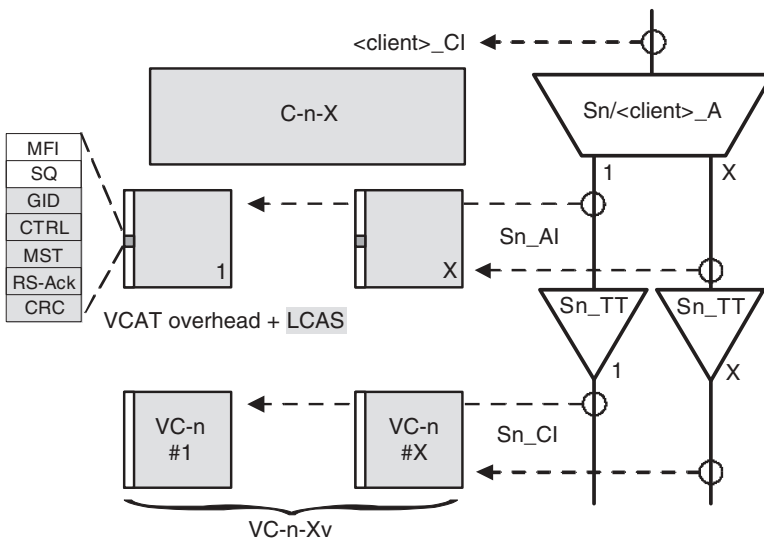 <client>_CI
C-n-X
Sn/<client>_A
MFI
SQ
GID
CTRL
MST
RS-Ack
CRC
1
X
1
X
Sn_AI
VCAT overhead + LCAS
Sn_TT
Sn_TT
1
X
VC-n
#1
VC-n
#X
Sn_CI
VC-n-Xv